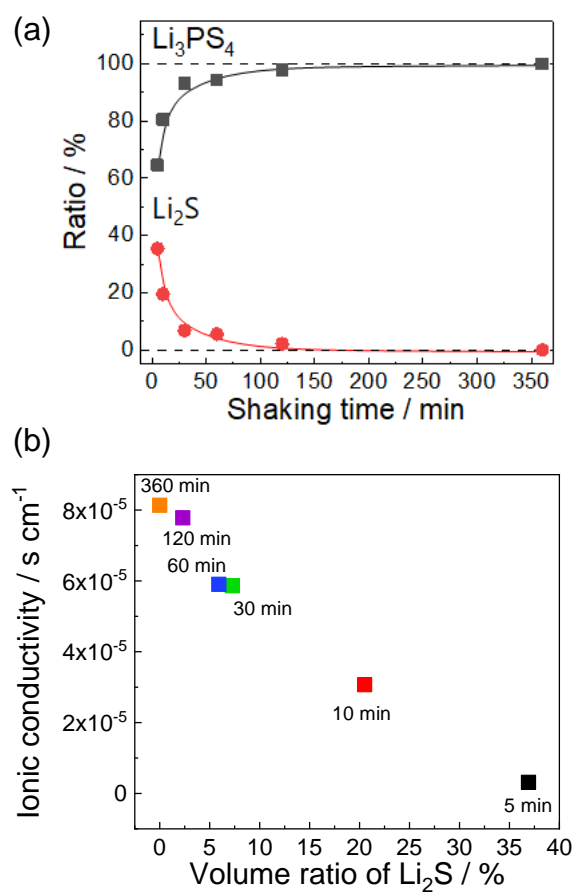 (a)
Li₃PS₄
Li₂S
Ratio / %
100
80
60
40
20
0
0 50 100 150 200 250 300 350
Shaking time / min
(b)
Ionic conductivity / s cm⁻¹
8x10⁻⁵
6x10⁻⁵
4x10⁻⁵
2x10⁻⁵
0
360 min
120 min
60 min
30 min
10 min
5 min
0 5 10 15 20 25 30 35 40
Volume ratio of Li₂S / %